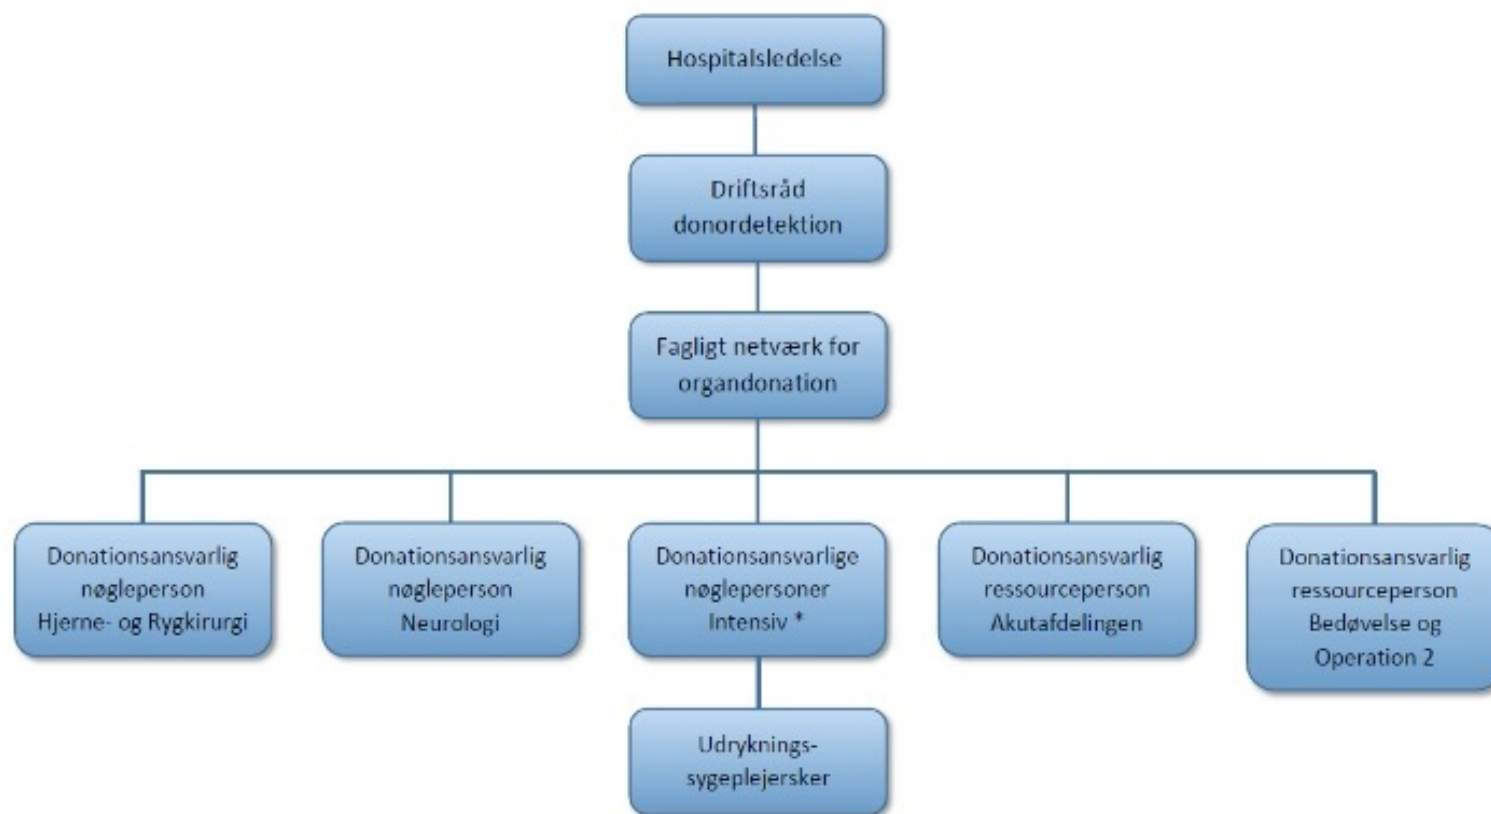 Hospitalsledelse
Driftsråd
donordetektion
Fagligt netværk for
organdonation
Donationsansvarlig
nøgleperson
Hjerne- og Rygkirurgi
Donationsansvarlig
nøgleperson
Neurologi
Donationsansvarlige
nøglepersoner
Intensiv *
Donationsansvarlig
ressourceperson
Akutafdelingen
Donationsansvarlig
ressourceperson
Bedøvelse og
Operation 2
Udryknings-
sygeplejersker